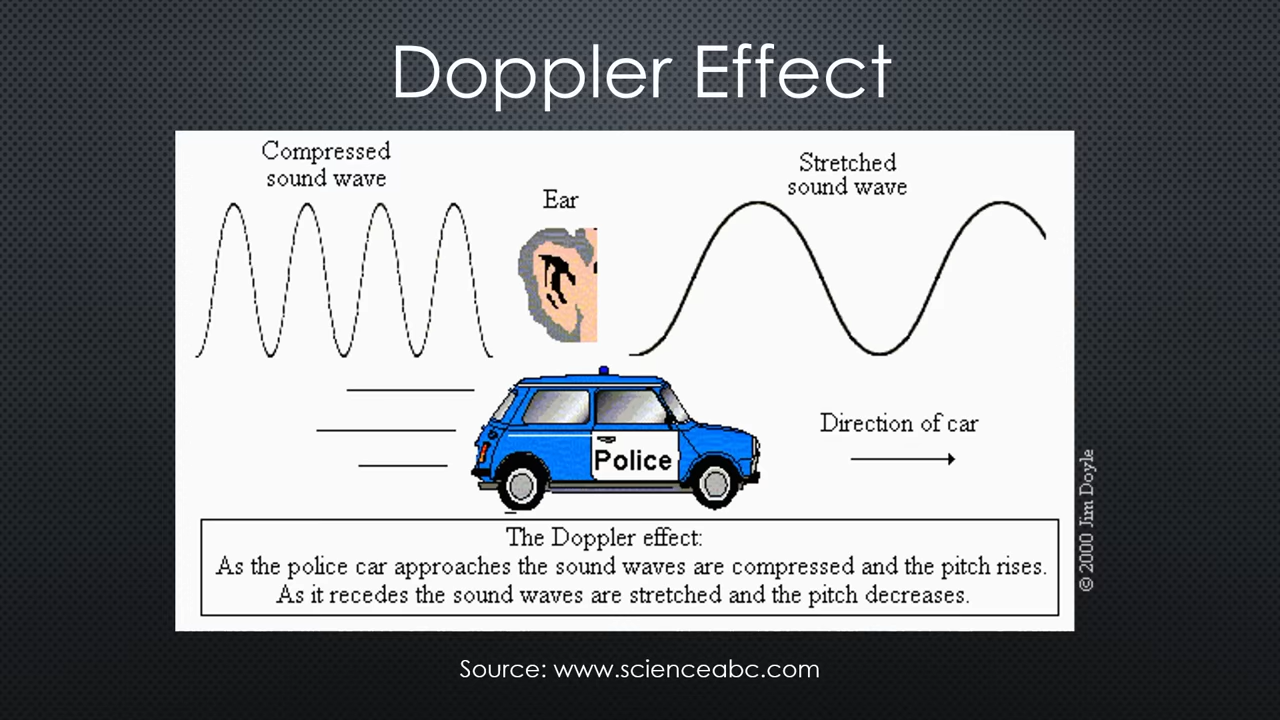 Doppler Effect
Compressed
sound wave
Ear
Stretched
sound wave
Police
Direction of car
© 2000 Jim Doyle
The Doppler effect:
As the police car approaches the sound waves are compressed and the pitch rises.
As it recedes the sound waves are stretched and the pitch decreases.
Source: www.scienceabc.com